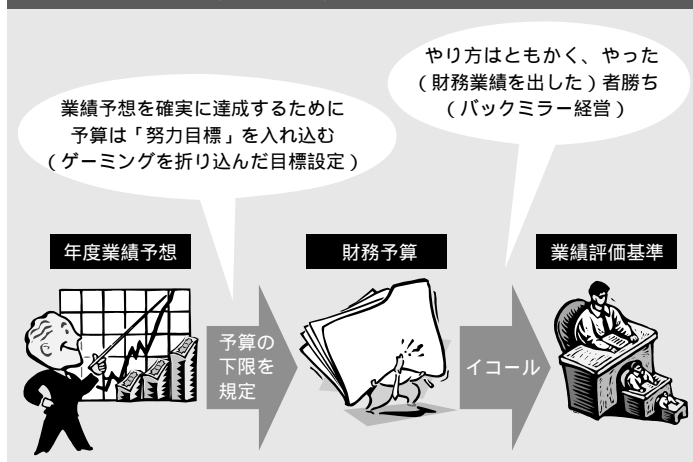 やり方はともかく、やった
（財務業績を出した）者勝ち
（バックミラー経営）
業績予想を確実に達成するために
予算は「努力目標」を入れ込む
（ゲーミングを折り込んだ目標設定）
年度業績予想
財務予算
業績評価基準
予算の
下限を
規定
イコール